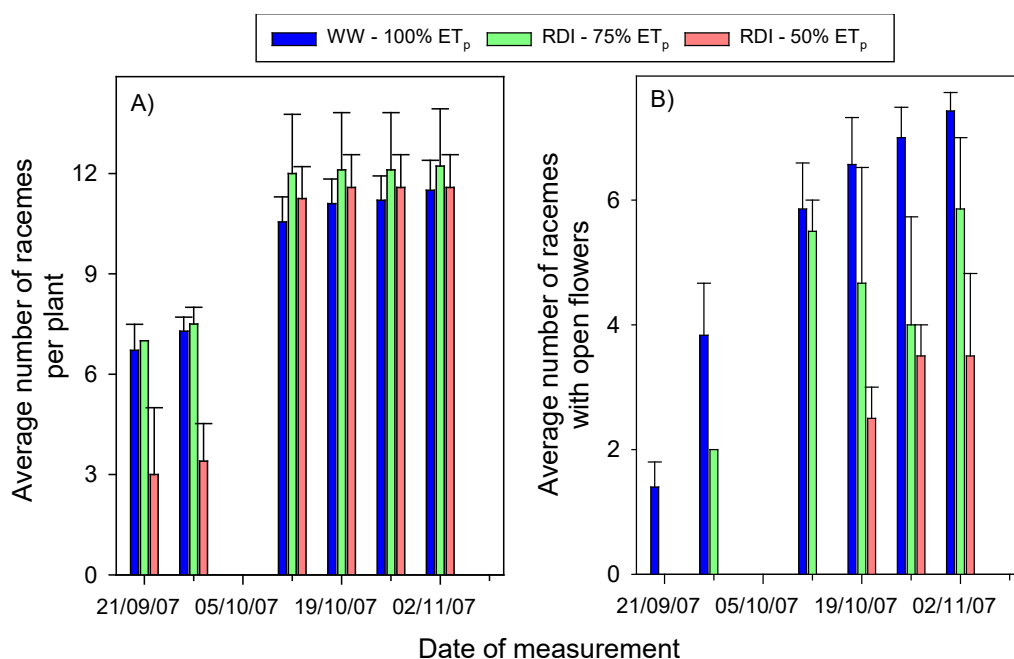 WW - 100% ETp RDI - 75% ETp RDI - 50% ETp
A)
Average number of racemes
per plant
12
9
6
3
0
21/09/07 05/10/07 19/10/07 02/11/07
B)
Average number of racemes
with open flowers
6
4
2
0
21/09/07 05/10/07 19/10/07 02/11/07
Date of measurement